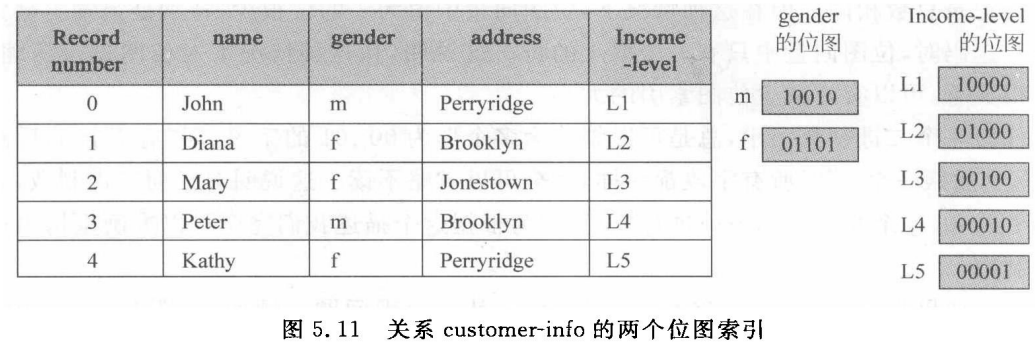 Record number name gender address Income -level
0 John m Perryridge L1
1 Diana f Brooklyn L2
2 Mary f Jonestown L3
3 Peter m Brooklyn L4
4 Kathy f Perryridge L5
gender
的位图
m 10010
f 01101
Income-level
的位图
L1 10000
L2 01000
L3 00100
L4 00010
L5 00001
图 5.11 关系 customer-info 的两个位图索引